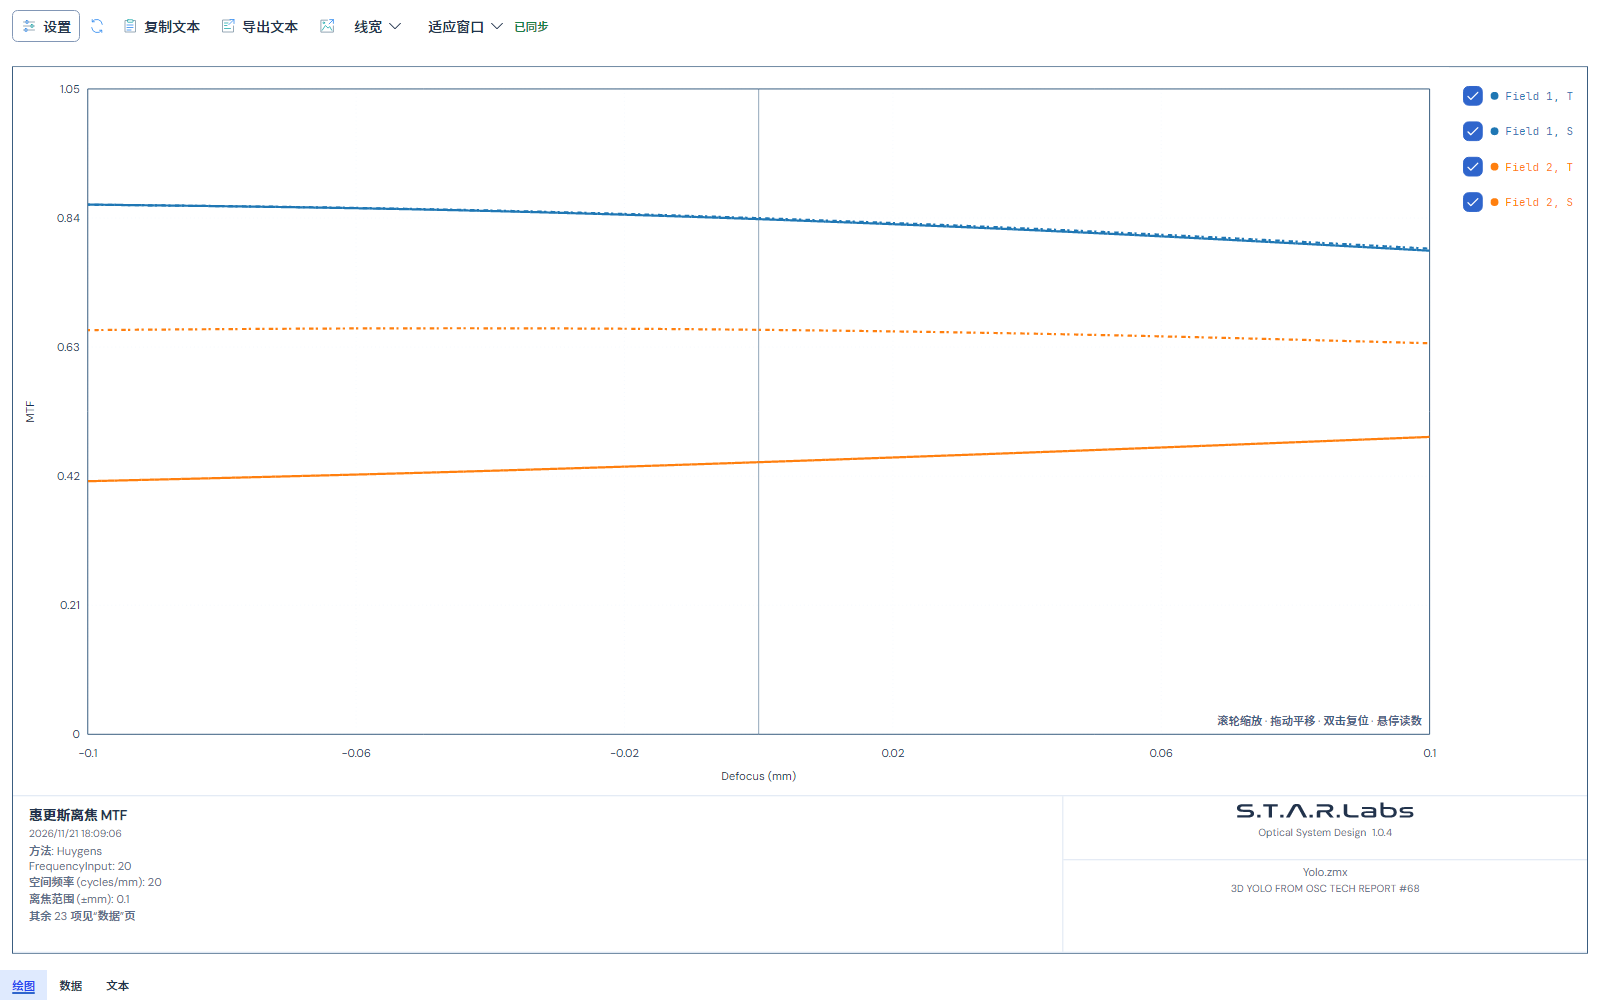 设置 复制文本 导出文本 线宽 适应窗口 已同步
1.05
0.84
0.63
0.42
0.21
0
MTF
−0.1 −0.06 −0.02 0.02 0.06 0.1
Defocus (mm)
Field 1, T
Field 1, S
Field 2, T
Field 2, S
滚轮缩放 · 拖动平移 · 双击复位 · 悬停读数
惠更斯离焦 MTF
2026/11/21 18:09:06
方法: Huygens
FrequencyInput: 20
空间频率 (cycles/mm): 20
离焦范围 (±mm): 0.1
其余 23 项见“数据”页
S.T.A.R.Labs
Optical System Design 1.0.4
Yolo.zmx
3D YOLO FROM OSC TECH REPORT #68
绘图 数据 文本